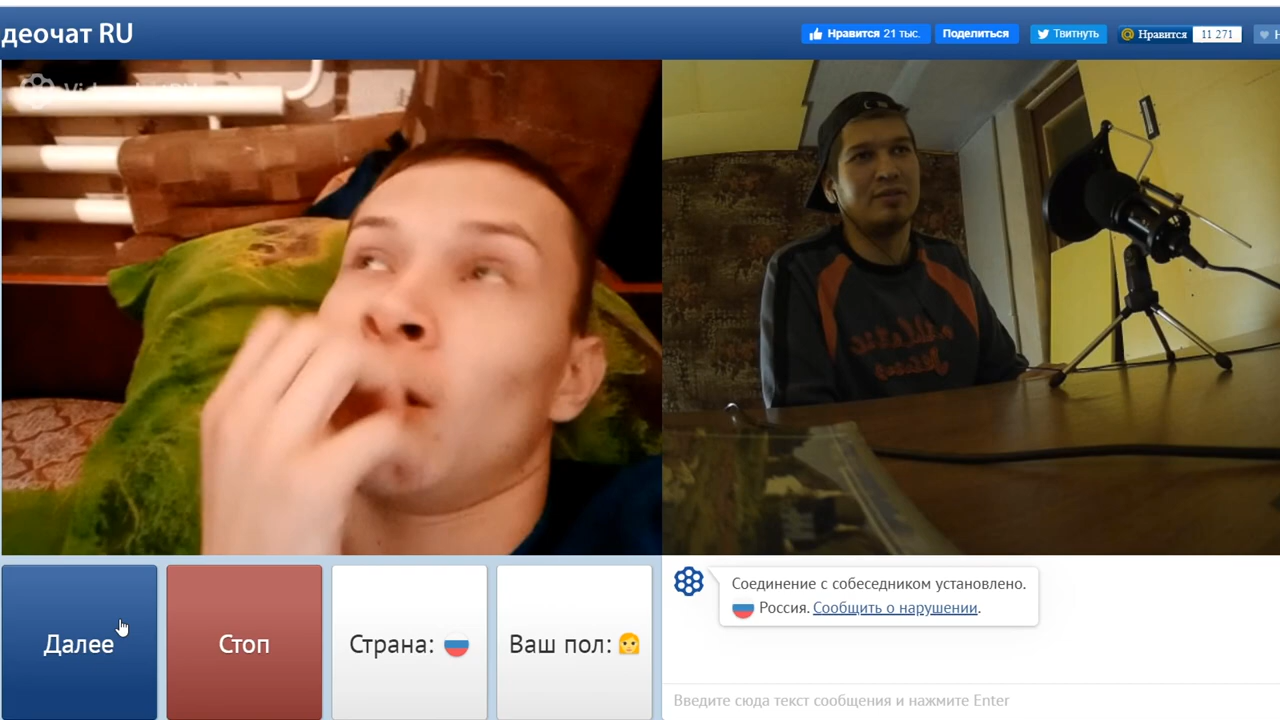 деочат RU
Нравится 21 тыс.
Поделиться
Твитнуть
Нравится
11 271
Далее
Стоп
Страна:
Ваш пол:
Соединение с собеседником установлено.
Россия. Сообщить о нарушении.
Введите сюда текст сообщения и нажмите Enter